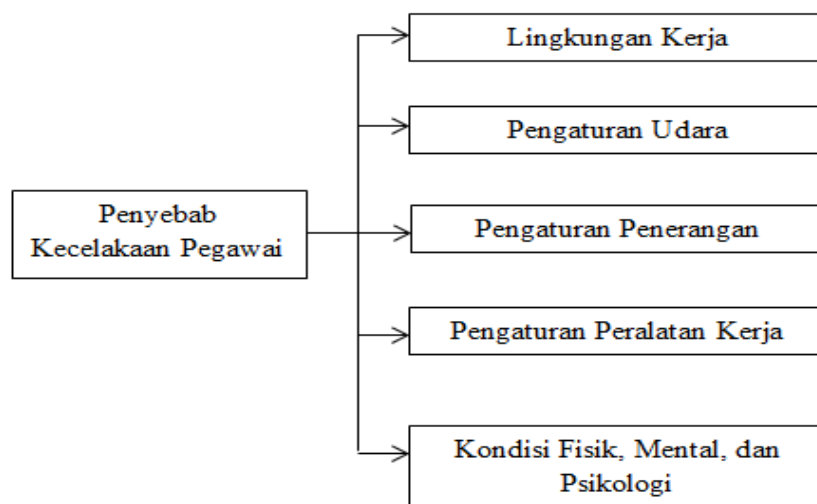 Lingkungan Kerja
Pengaturan Udara
Penyebab
Kecelakaan Pegawai
Pengaturan Penerangan
Pengaturan Peralatan Kerja
Kondisi Fisik, Mental, dan
Psikologi